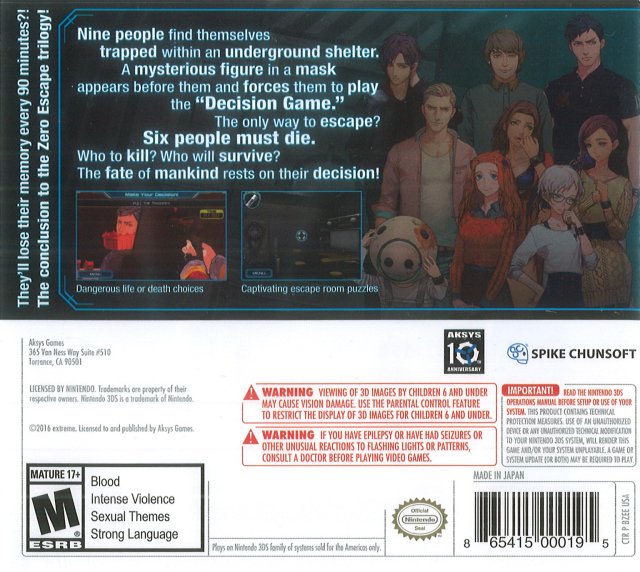 They'll lose their memory every 90 minutes?!
The conclusion to the Zero Escape trilogy!
Nine people find themselves
trapped within an underground shelter.
A mysterious figure in a mask
appears before them and forces them to play
the “Decision Game.”
The only way to escape?
Six people must die.
Who to kill? Who will survive?
The fate of mankind rests on their decision!
Make Your Decision!
PULL THE TRIGGER?
MENU
MENU
Dangerous life or death choices
Captivating escape room puzzles
Aksys Games
365 Van Ness Way Suite #510
Torrance, CA 90501
AKSYS
10
ANNIVERSARY
SPIKE CHUNSOFT
LICENSED BY NINTENDO. Trademarks are property of their
respective owners. Nintendo 3DS is a trademark of Nintendo.
©2016 extreme. Licensed to and published by Aksys Games.
WARNING VIEWING OF 3D IMAGES BY CHILDREN 6 AND UNDER
MAY CAUSE VISION DAMAGE. USE THE PARENTAL CONTROL FEATURE
TO RESTRICT THE DISPLAY OF 3D IMAGES FOR CHILDREN 6 AND UNDER.
WARNING IF YOU HAVE EPILEPSY OR HAVE HAD SEIZURES OR
OTHER UNUSUAL REACTIONS TO FLASHING LIGHTS OR PATTERNS,
CONSULT A DOCTOR BEFORE PLAYING VIDEO GAMES.
IMPORTANT! READ THE NINTENDO 3DS
OPERATIONS MANUAL BEFORE SETUP OR USE OF YOUR
SYSTEM. THIS PRODUCT CONTAINS TECHNICAL
PROTECTION MEASURES. USE OF AN UNAUTHORIZED
DEVICE OR ANY UNAUTHORIZED TECHNICAL MODIFICATION
TO YOUR NINTENDO 3DS SYSTEM, WILL RENDER THIS
GAME AND/OR YOUR SYSTEM UNPLAYABLE. A GAME OR
SYSTEM UPDATE (OR BOTH) MAY BE REQUIRED TO PLAY.
MATURE 17+
M
ESRB
Blood
Intense Violence
Sexual Themes
Strong Language
Plays on Nintendo 3DS family of systems sold for the Americas only.
Official
Nintendo
Seal
MADE IN JAPAN
8 65415 00019 5
CTR P BZEE USA